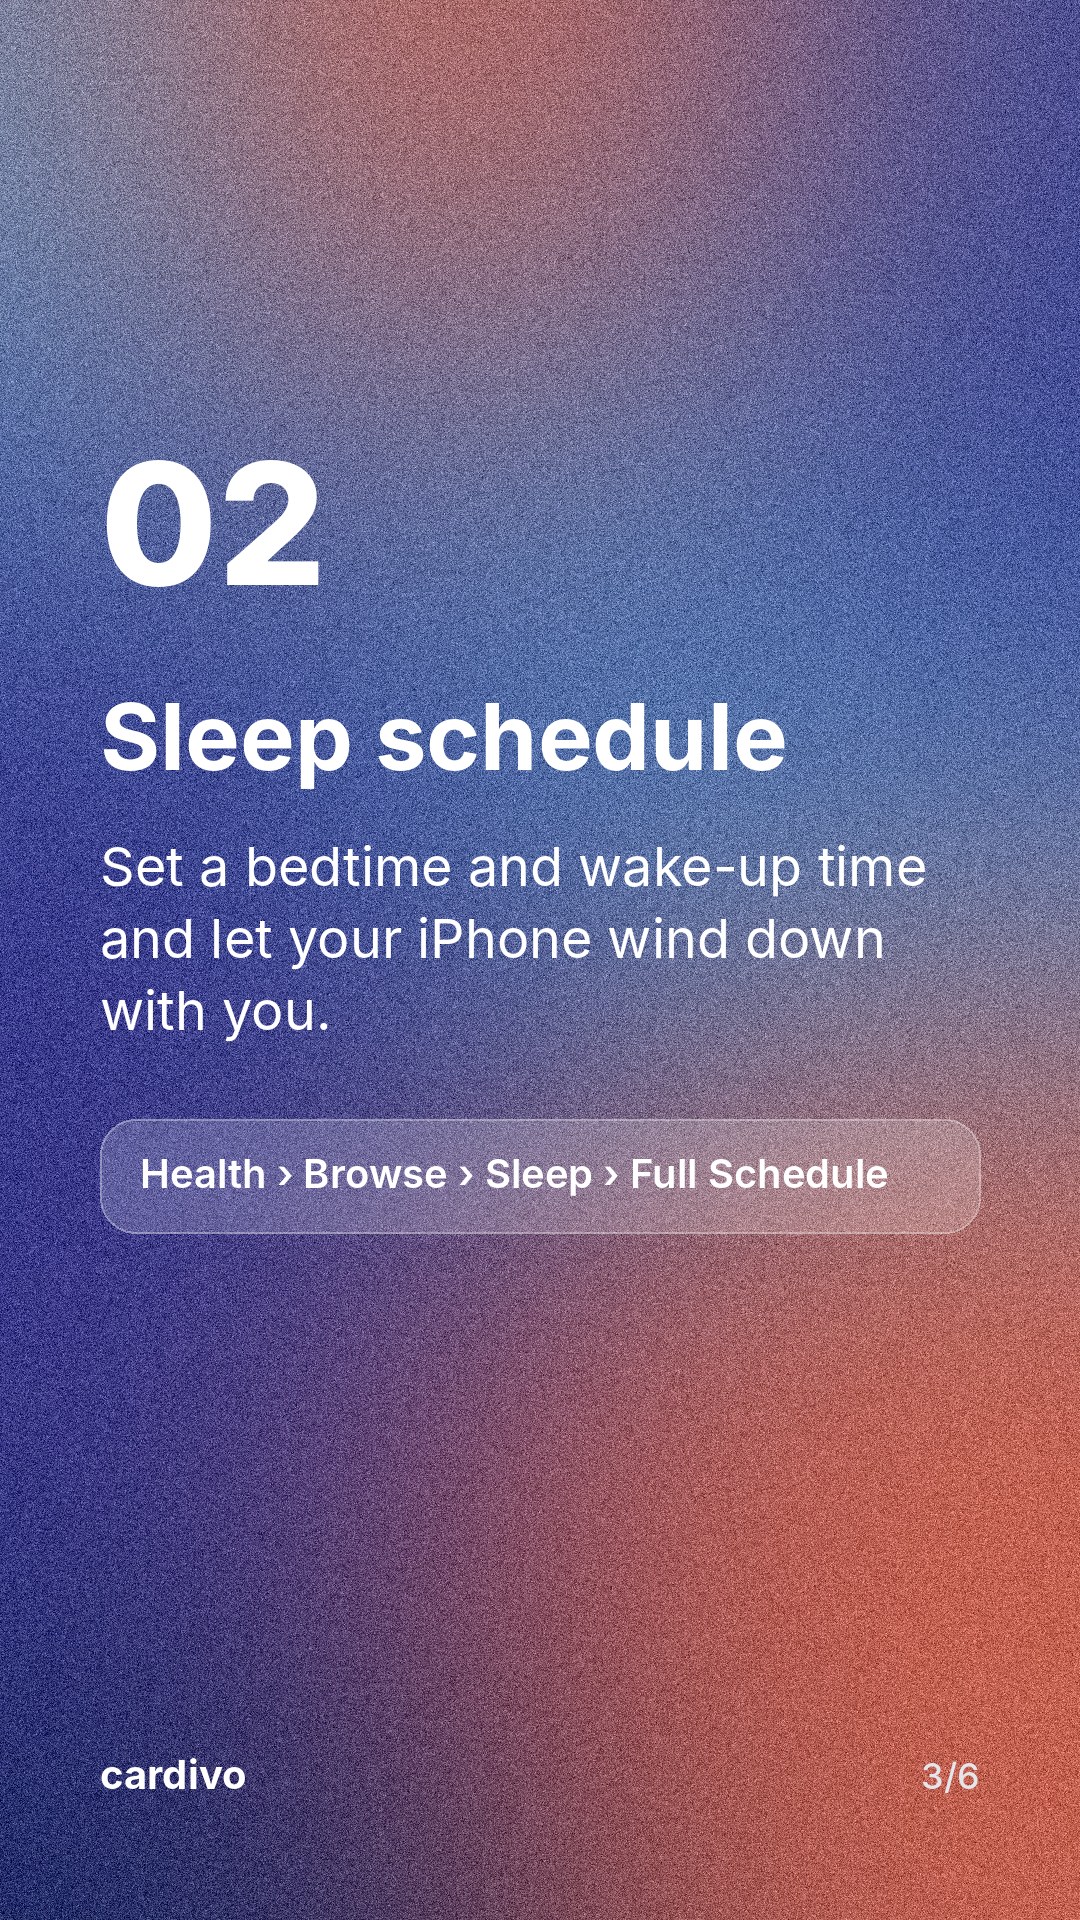 02
Sleep schedule
Set a bedtime and wake-up time
and let your iPhone wind down
with you.
Health › Browse › Sleep › Full Schedule
cardivo
3/6